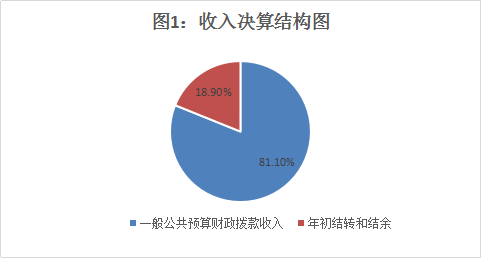 图1：收入决算结构图
18.90%
81.10%
一般公共预算财政拨款收入
年初结转和结余